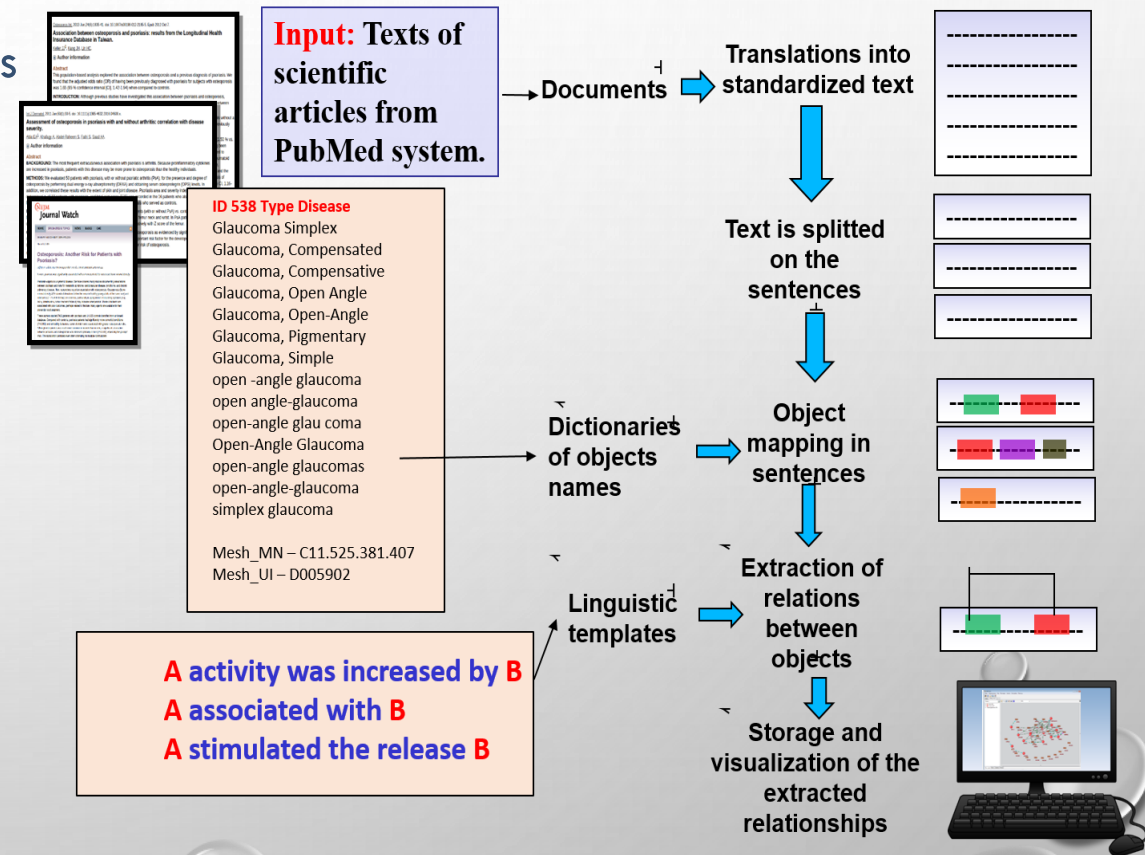 s
Association between osteoporosis and psoriasis: results from the Longitudinal Health
Insurance Database in Taiwan.
Author information
Abstract
Assessment of osteoporosis in psoriasis with and without arthritis: correlation with disease
severity.
Author information
Abstract
Journal Watch
Osteoporosis: Another Risk for Patients with
Psoriasis?
Input: Texts of
scientific
articles from
PubMed system.
Documents
Translations into
standardized text
Text is splitted
on the
sentences
ID 538 Type Disease
Glaucoma Simplex
Glaucoma, Compensated
Glaucoma, Compensative
Glaucoma, Open Angle
Glaucoma, Open-Angle
Glaucoma, Pigmentary
Glaucoma, Simple
open -angle glaucoma
open angle-glaucoma
open-angle glau coma
Open-Angle Glaucoma
open-angle glaucomas
open-angle-glaucoma
simplex glaucoma
Mesh_MN – C11.525.381.407
Mesh_UI – D005902
Dictionaries
of objects
names
Object
mapping in
sentences
Linguistic
templates
Extraction of
relations
between
objects
A activity was increased by B
A associated with B
A stimulated the release B
Storage and
visualization of the
extracted
relationships